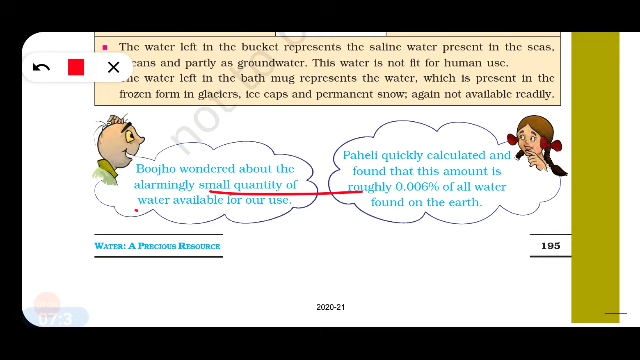 The water left in the bucket represents the saline water present in the seas,
oceans and partly as groundwater. This water is not fit for human use.
The water left in the bath mug represents the water, which is present in the
frozen form in glaciers, ice caps and permanent snow; again not available readily.
not to b
Boojho wondered about the
alarmingly small quantity of
water available for our use.
Paheli quickly calculated and
found that this amount is
roughly 0.006% of all water
found on the earth.
WATER: A PRECIOUS RESOURCE
195
2020-21